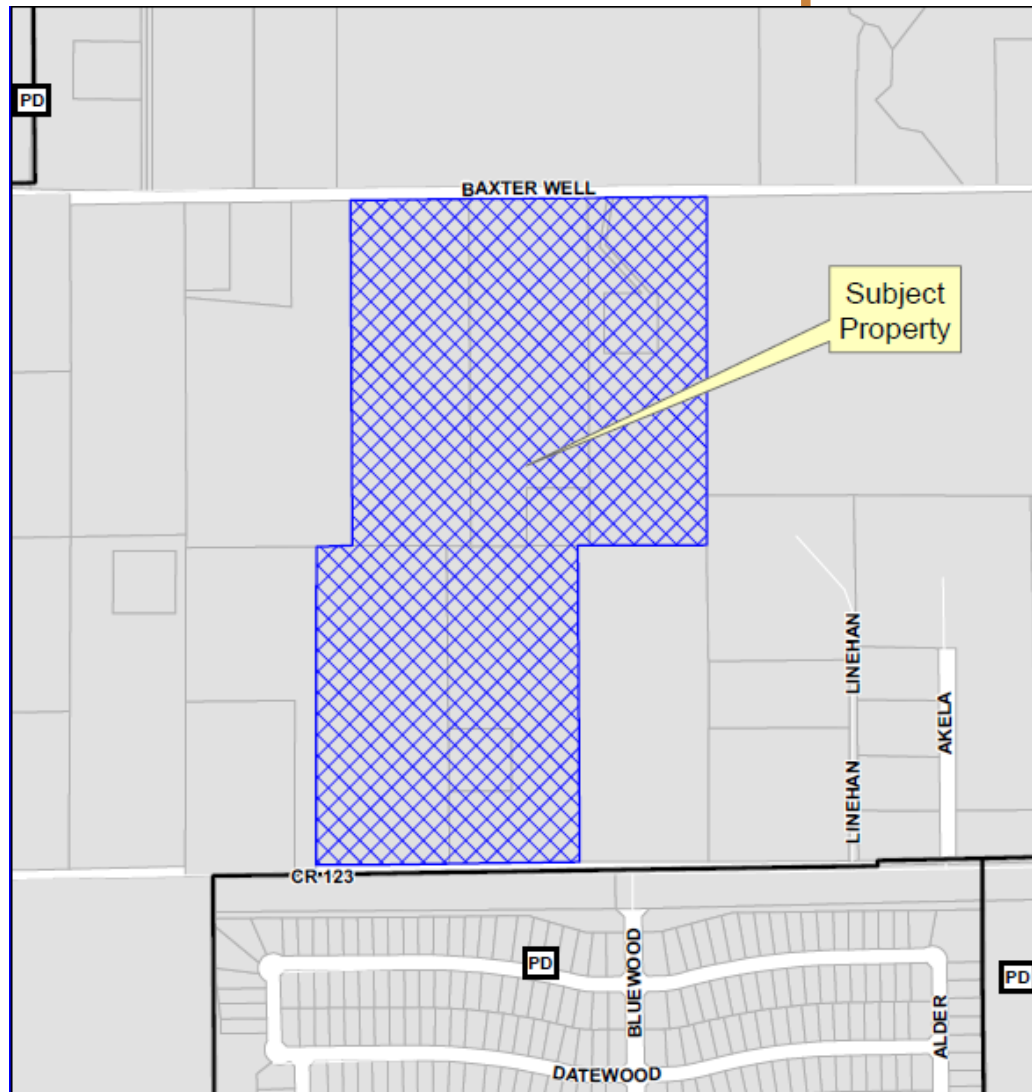 PD
BAXTER WELL
Subject
Property
LINEHAN
AKELA
LINEHAN
CR 123
PD
PD
BLUEWOOD
ALDER
DATEWOOD